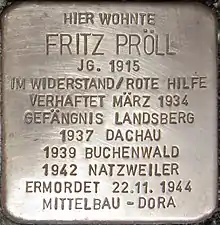 HIER WOHNTE
FRITZ PRÖLL
JG. 1915
IM WIDERSTAND/ROTE HILFE
VERHAFTET MÄRZ 1934
GEFÄNGNIS LANDSBERG
1937 DACHAU
1939 BUCHENWALD
1942 NATZWEILER
ERMORDET 22.11.1944
MITTELBAU - DORA